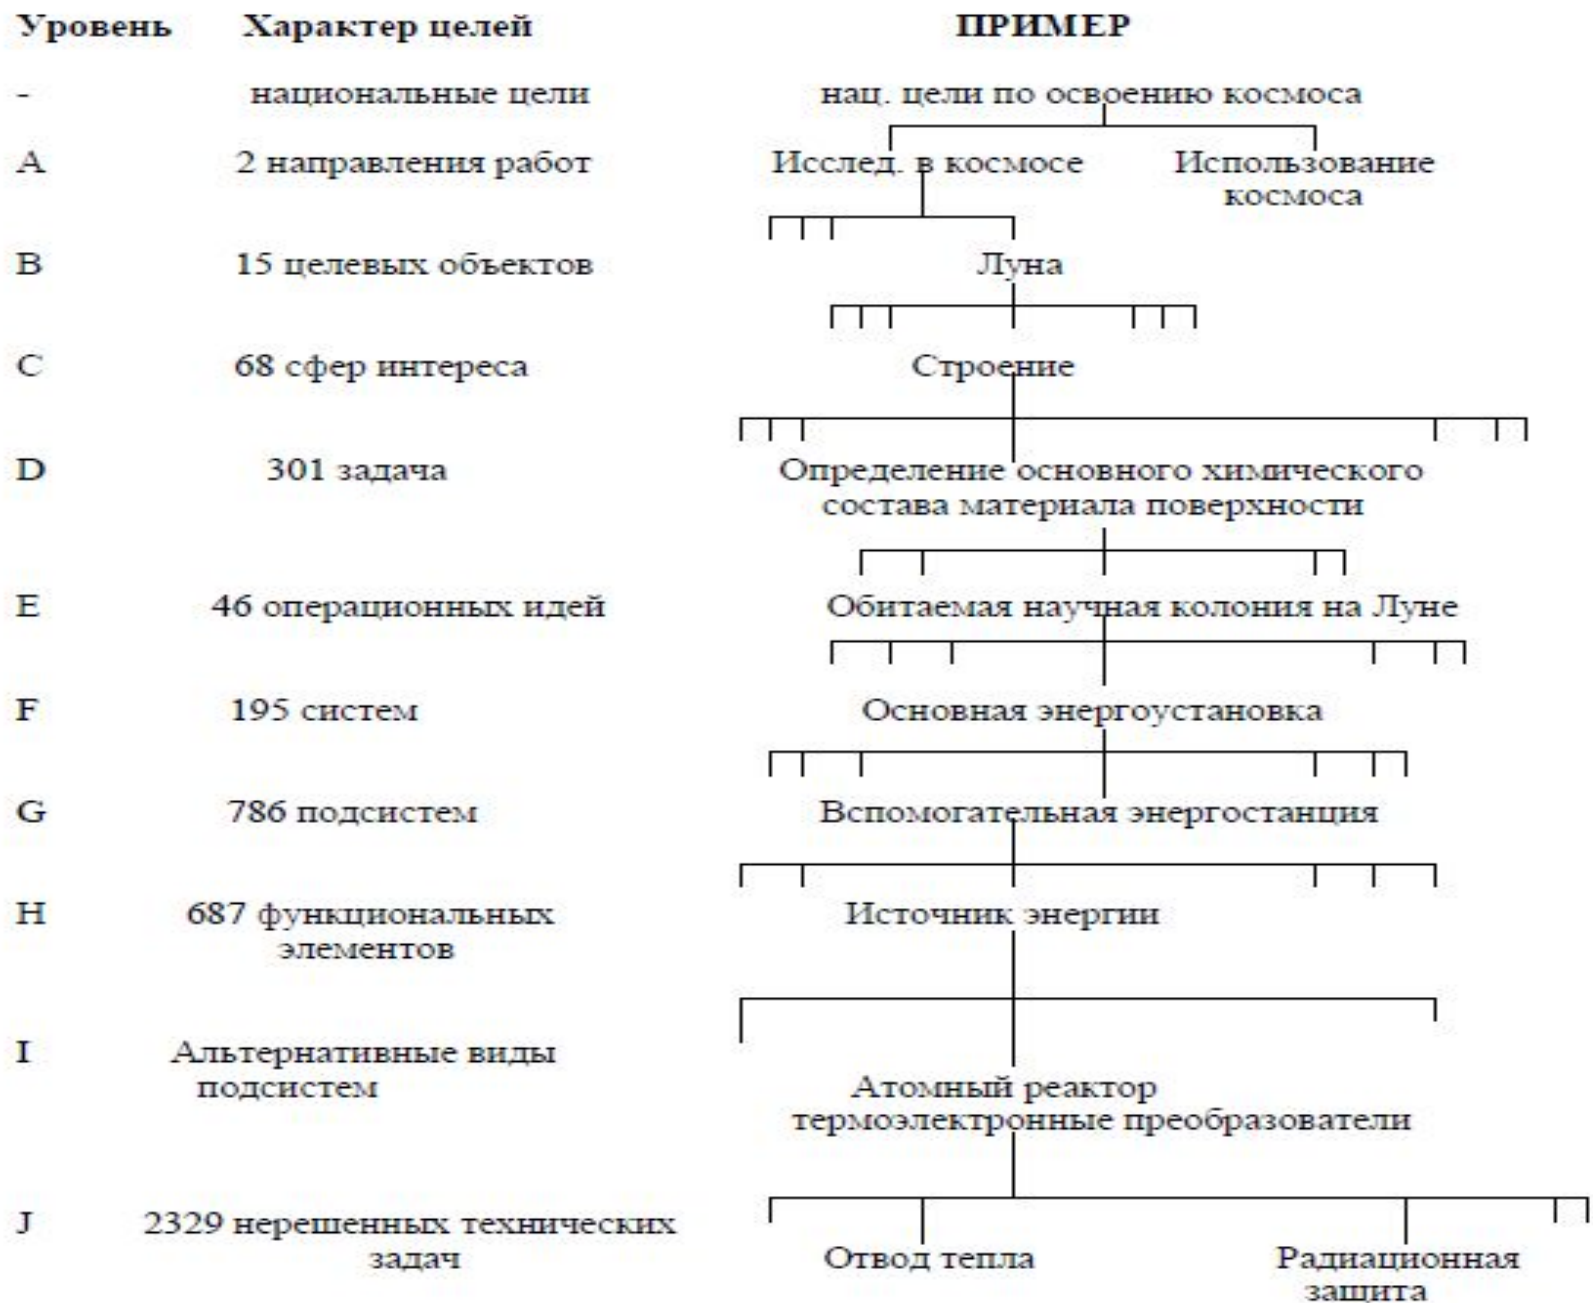 Уровень Характер целей ПРИМЕР
- национальные цели нац. цели по освоению космоса
A 2 направления работ Исслед. в космосе Использование
космоса
B 15 целевых объектов Луна
C 68 сфер интереса Строение
D 301 задача Определение основного химического
состава материала поверхности
E 46 операционных идей Обитаемая научная колония на Луне
F 195 систем Основная энергоустановка
G 786 подсистем Вспомогательная энергостанция
H 687 функциональных Источник энергии
элементов
I Альтернативные виды
подсистем Атомный реактор
термоэлектронные преобразователи
J 2329 нерешенных технических
задач Отвод тепла Радиационная
защита